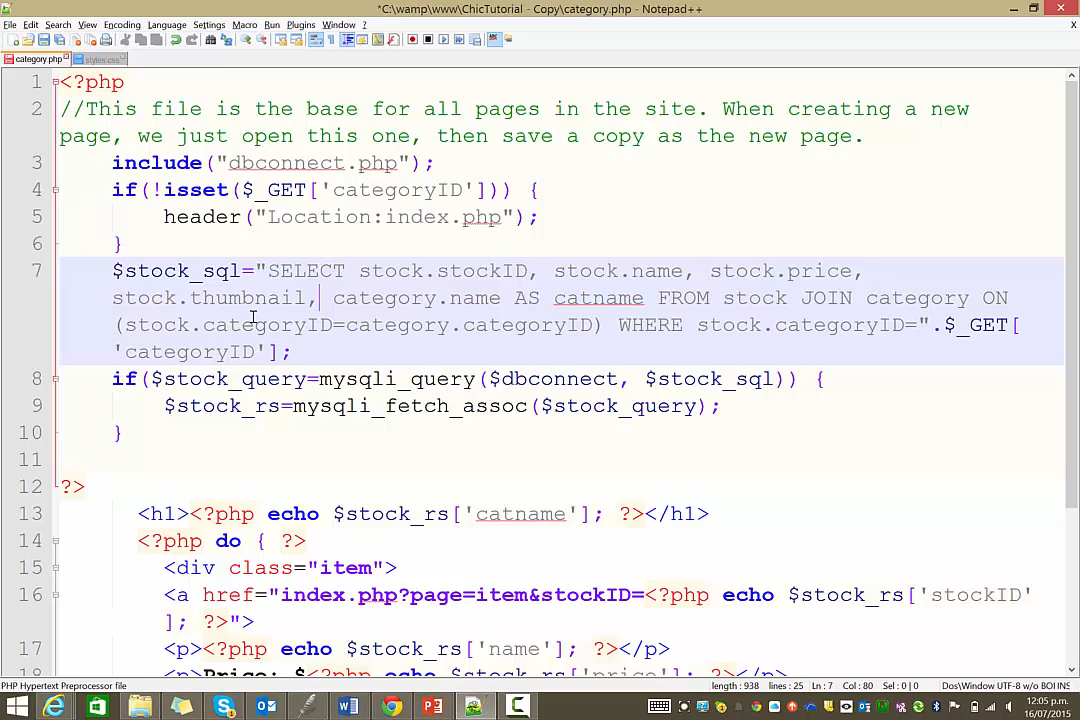 *C:\wamp\www\ChicTutorial - Copy\category.php - Notepad++
File Edit Search View Encoding Language Settings Macro Run Plugins Window ? X
category.php styles.css
1 <?php
2 //This file is the base for all pages in the site. When creating a new
page, we just open this one, then save a copy as the new page.
3 include("dbconnect.php");
4 if(!isset($_GET['categoryID'])) {
5 header("Location:index.php");
6 }
7 $stock_sql="SELECT stock.stockID, stock.name, stock.price,
stock.thumbnail, category.name AS catname FROM stock JOIN category ON
(stock.categoryID=category.categoryID) WHERE stock.categoryID=".$_GET[
'categoryID'];
8 if($stock_query=mysqli_query($dbconnect, $stock_sql)) {
9 $stock_rs=mysqli_fetch_assoc($stock_query);
10 }
11
12 ?>
13 <h1><?php echo $stock_rs['catname']; ?></h1>
14 <?php do { ?>
15 <div class="item">
16 <a href="index.php?page=item&stockID=<?php echo $stock_rs['stockID'
]; ?>">
17 <p><?php echo $stock_rs['name']; ?></p>
18 <p>Price: $<?php echo $stock_rs['price']; ?></p>
PHP Hypertext Preprocessor file length : 938 lines : 25 Ln : 7 Col : 80 Sel : 0 | 0 Dos\Windows UTF-8 w/o BOM INS
12:05 p.m.
16/07/2015